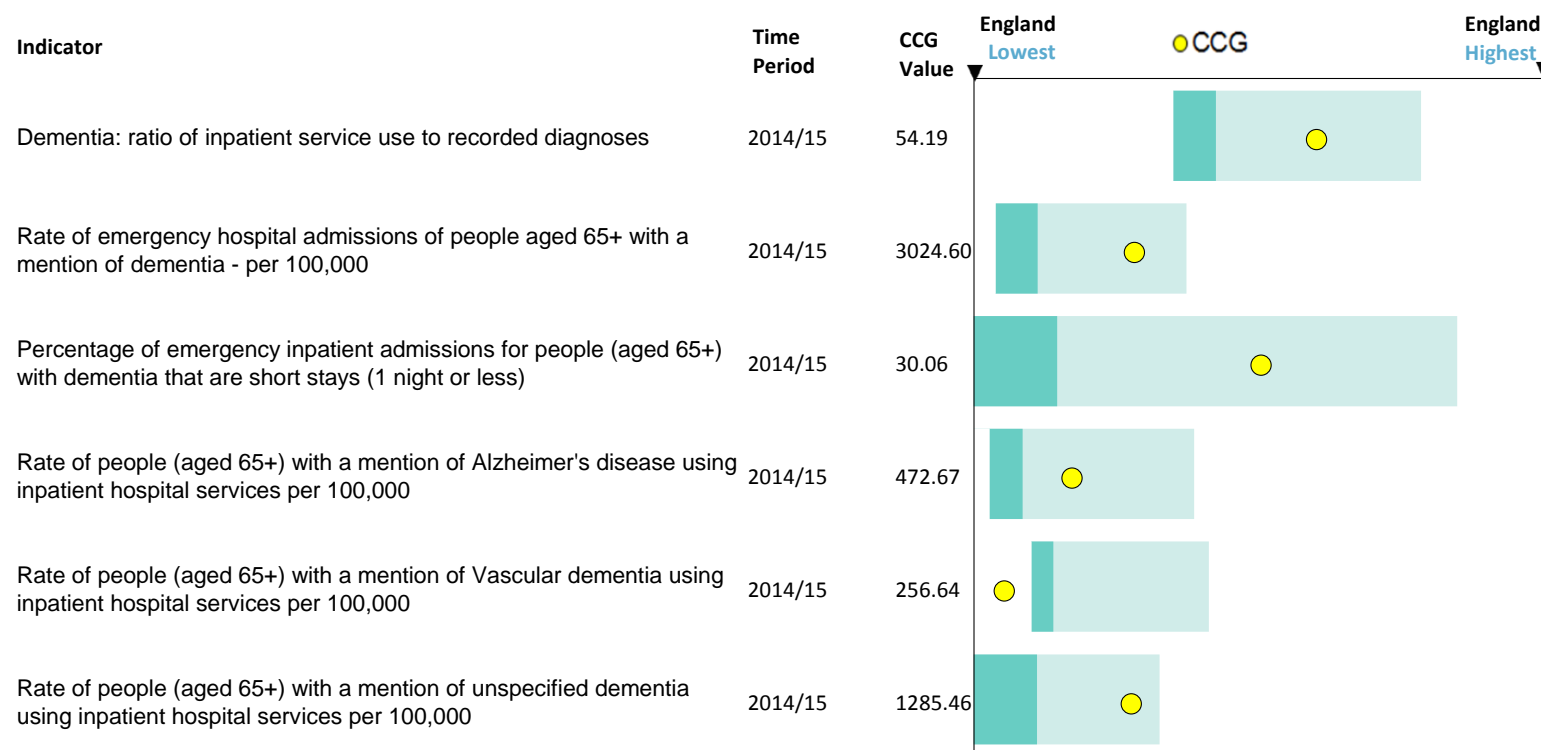 Indicator
Time
Period
CCG
Value
England
Lowest
CCG
England
Highest
Dementia: ratio of inpatient service use to recorded diagnoses 2014/15 54.19
Rate of emergency hospital admissions of people aged 65+ with a
mention of dementia - per 100,000
2014/15 3024.60
Percentage of emergency inpatient admissions for people (aged 65+)
with dementia that are short stays (1 night or less)
2014/15 30.06
Rate of people (aged 65+) with a mention of Alzheimer's disease using
inpatient hospital services per 100,000
2014/15 472.67
Rate of people (aged 65+) with a mention of Vascular dementia using
inpatient hospital services per 100,000
2014/15 256.64
Rate of people (aged 65+) with a mention of unspecified dementia
using inpatient hospital services per 100,000
2014/15 1285.46